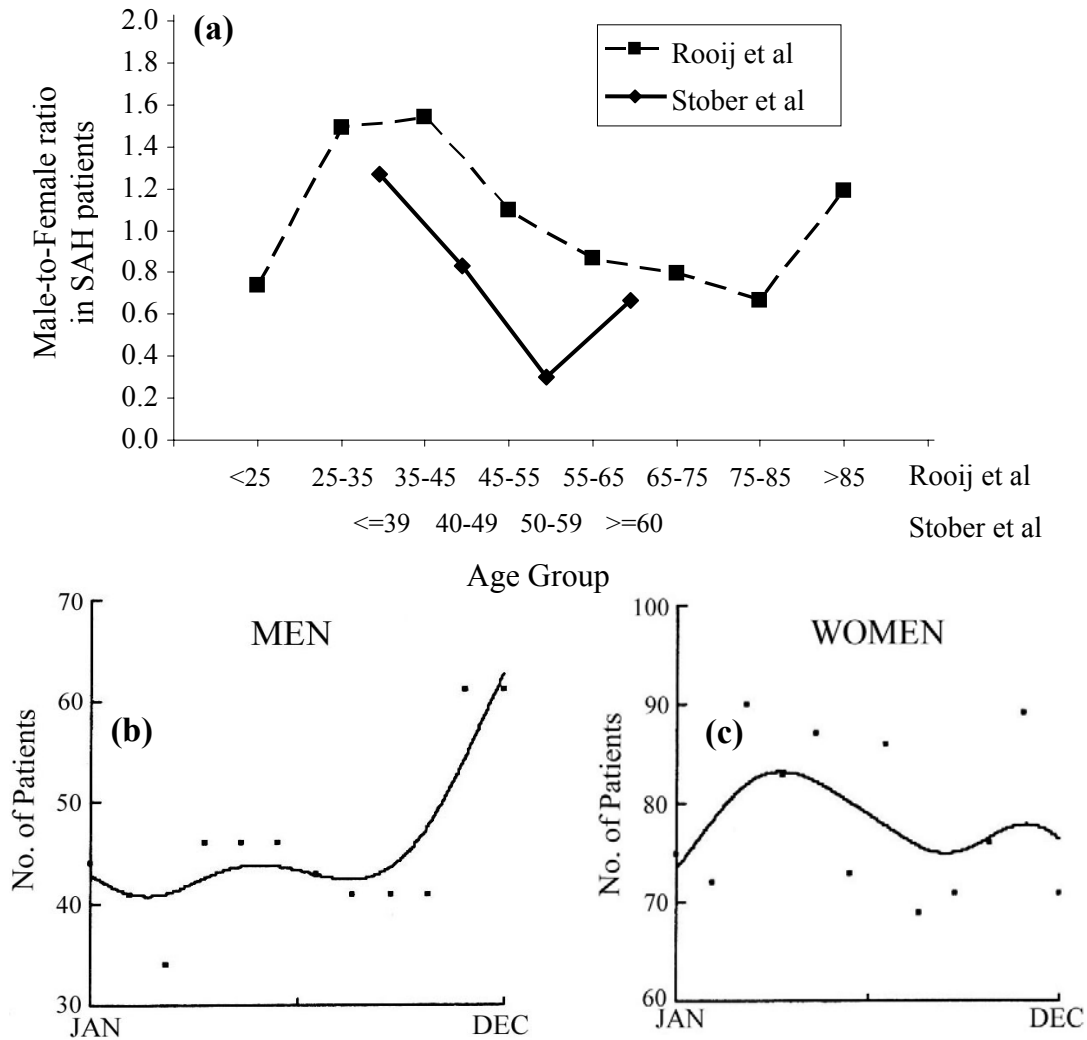 (a)
2.0
1.8
1.6
1.4
1.2
1.0
0.8
0.6
0.4
0.2
0.0
Male-to-Female ratio
in SAH patients
Rooij et al
Stober et al
<25 25-35 35-45 45-55 55-65 65-75 75-85 >85 Rooij et al
<=39 40-49 50-59 >=60 Stober et al
Age Group
MEN
(b)
70
60
50
40
30
No. of Patients
JAN DEC
WOMEN
(c)
100
90
80
70
60
No. of Patients
JAN DEC